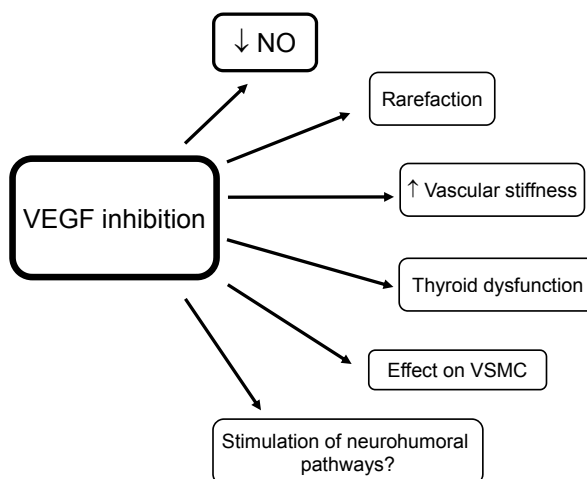 ↓ NO
Rarefaction
↑ Vascular stiffness
VEGF inhibition
Thyroid dysfunction
Effect on VSMC
Stimulation of neurohumoral
pathways?